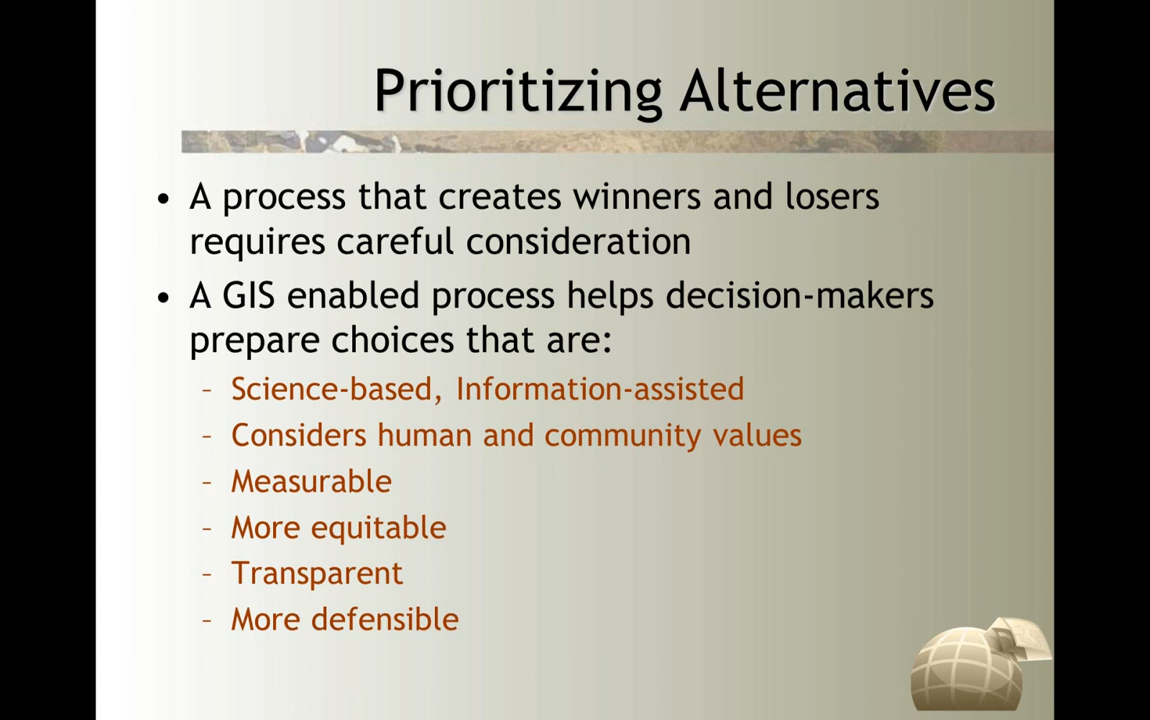 Prioritizing Alternatives
• A process that creates winners and losers
requires careful consideration
• A GIS enabled process helps decision-makers
prepare choices that are:
– Science-based, Information-assisted
– Considers human and community values
– Measurable
– More equitable
– Transparent
– More defensible